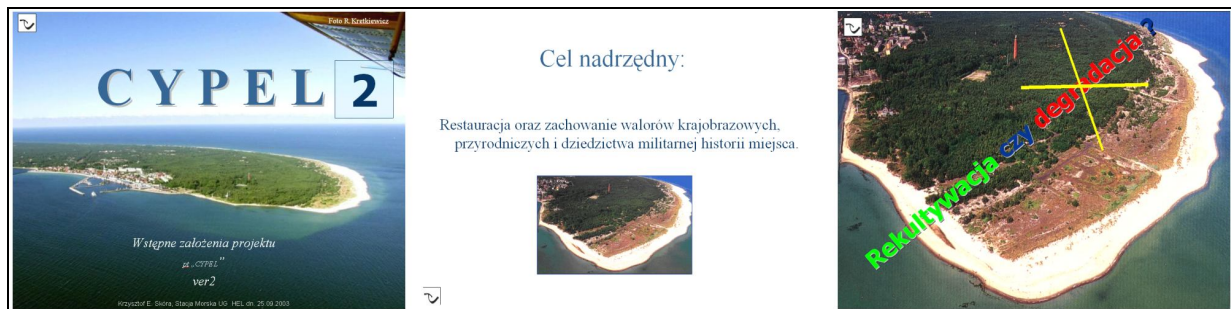 Foto R. Kretkiewicz
CYPEL 2
Wstępne założenia projektu
pt „CYPEL”
ver2
Krzysztof E. Skóra, Stacja Morska UG HEL dn. 25.09.2003
Cel nadrzędny:
Restauracja oraz zachowanie walorów krajobrazowych,
przyrodniczych i dziedzictwa militarnej historii miejsca.
Rekultywacja czy degradacja ?